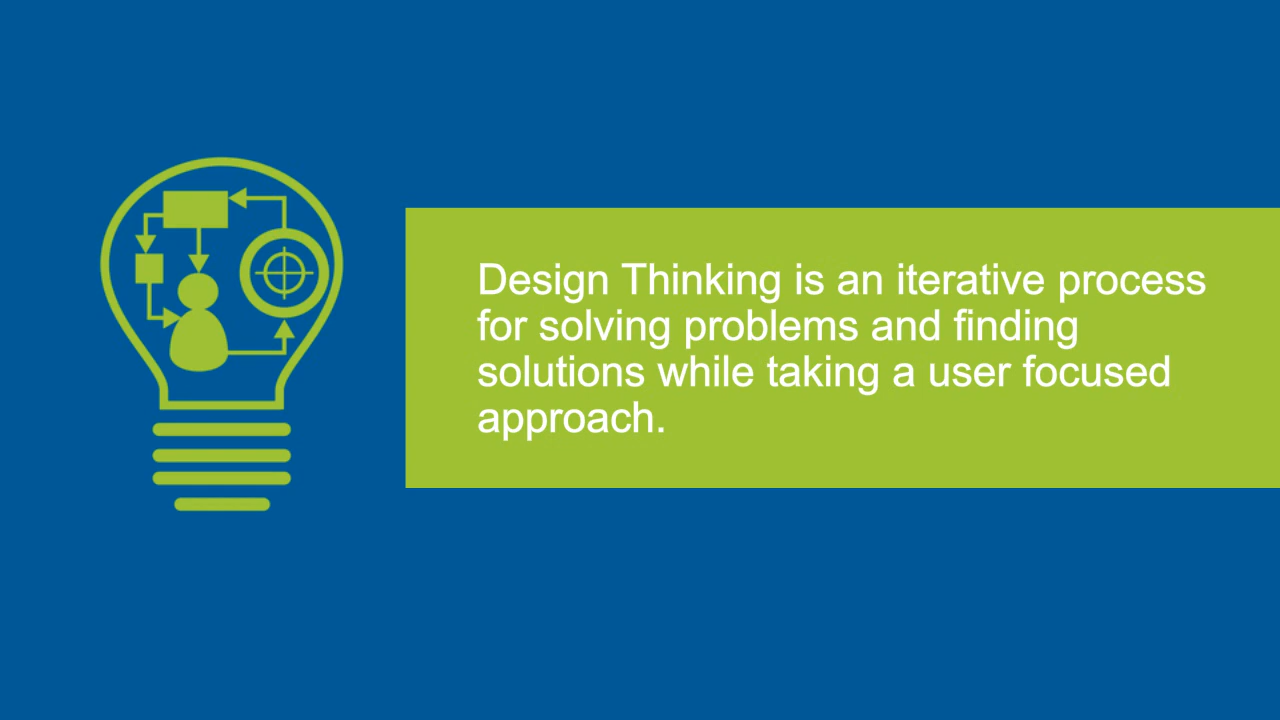 Design Thinking is an iterative process
for solving problems and finding
solutions while taking a user focused
approach.